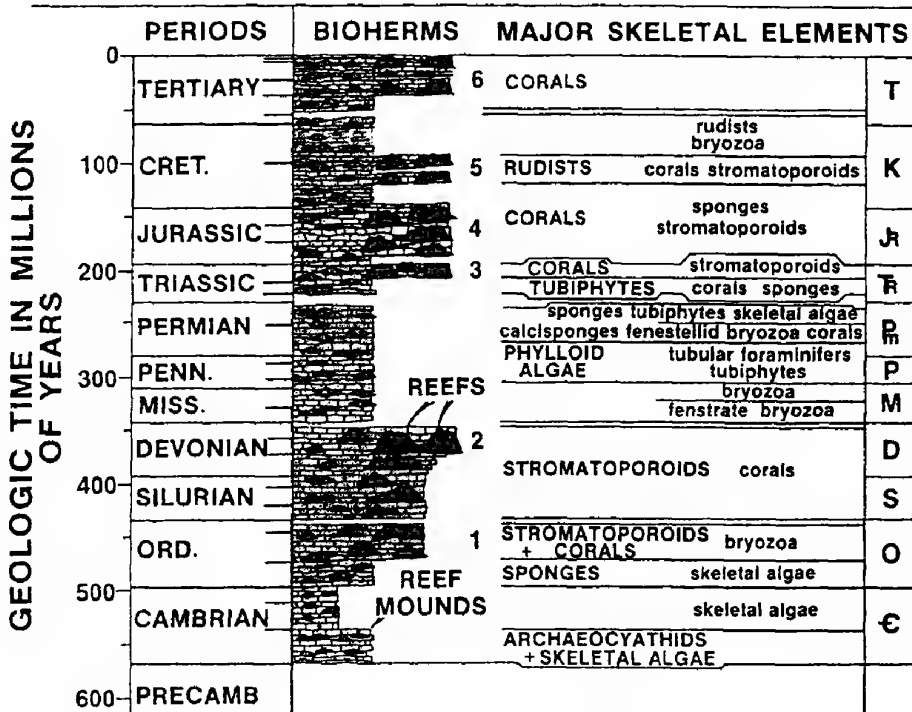 PERIODS BIOHERMS MAJOR SKELETAL ELEMENTS
GEOLOGIC TIME IN MILLIONS
OF YEARS
0
TERTIARY 6 CORALS T
rudists
bryozoa
100 CRET. 5 RUDISTS corals stromatoporoids K
CORALS sponges
JURASSIC 4 stromatoporoids JR
200 3 CORALS stromatoporoids
TRIASSIC TUBIPHYTES corals sponges TR
sponges tubiphytes skeletal algae
PERMIAN calcisponges fenestellid bryozoa corals Pm
PHYLLOID tubular foraminifers
PENN. ALGAE tubiphytes P
300 REEFS bryozoa
MISS. fenstrate bryozoa M
DEVONIAN 2 D
STROMATOPOROIDS corals
400
SILURIAN S
STROMATOPOROIDS
ORD. 1 + CORALS bryozoa O
SPONGES skeletal algae
500 REEF
CAMBRIAN MOUNDS skeletal algae Є
ARCHAEOCYATHIDS
+ SKELETAL ALGAE
600 PRECAMB